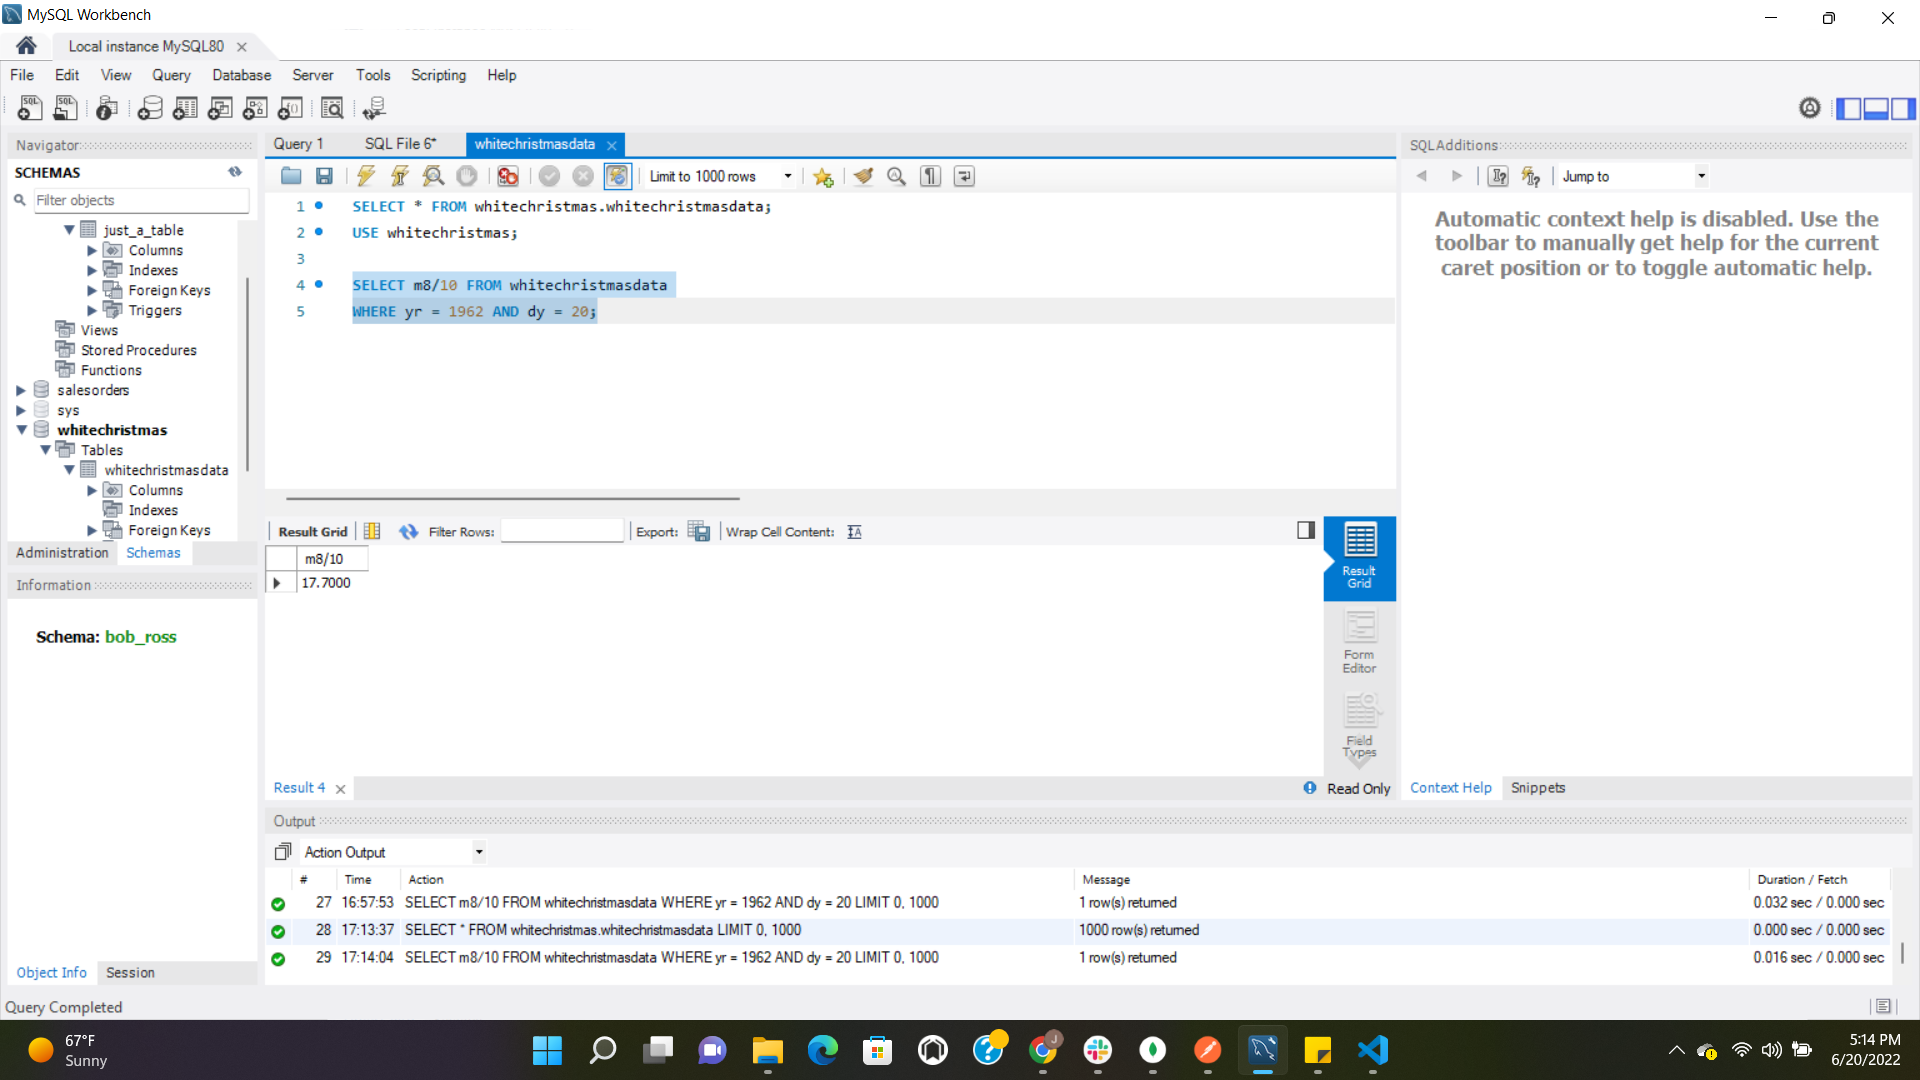 MySQL Workbench
Local instance MySQL80
File Edit View Query Database Server Tools Scripting Help
Navigator
SCHEMAS
Filter objects
just_a_table
Columns
Indexes
Foreign Keys
Triggers
Views
Stored Procedures
Functions
salesorders
sys
whitechristmas
Tables
whitechristmasdata
Columns
Indexes
Foreign Keys
Administration Schemas
Information
Schema: bob_ross
Object Info Session
Query 1 SQL File 6* whitechristmasdata
Limit to 1000 rows
1 SELECT * FROM whitechristmas.whitechristmasdata;
2 USE whitechristmas;
3
4 SELECT m8/10 FROM whitechristmasdata
5 WHERE yr = 1962 AND dy = 20;
Result Grid Filter Rows: Export: Wrap Cell Content:
m8/10
17.7000
Result Grid
Form Editor
Field Types
Result 4
Read Only
SQLAdditions
Jump to
Automatic context help is disabled. Use the
toolbar to manually get help for the current
caret position or to toggle automatic help.
Context Help Snippets
Output
Action Output
# Time Action Message Duration / Fetch
27 16:57:53 SELECT m8/10 FROM whitechristmasdata WHERE yr = 1962 AND dy = 20 LIMIT 0, 1000 1 row(s) returned 0.032 sec / 0.000 sec
28 17:13:37 SELECT * FROM whitechristmas.whitechristmasdata LIMIT 0, 1000 1000 row(s) returned 0.000 sec / 0.000 sec
29 17:14:04 SELECT m8/10 FROM whitechristmasdata WHERE yr = 1962 AND dy = 20 LIMIT 0, 1000 1 row(s) returned 0.016 sec / 0.000 sec
Query Completed
67°F
Sunny
J
5:14 PM
6/20/2022